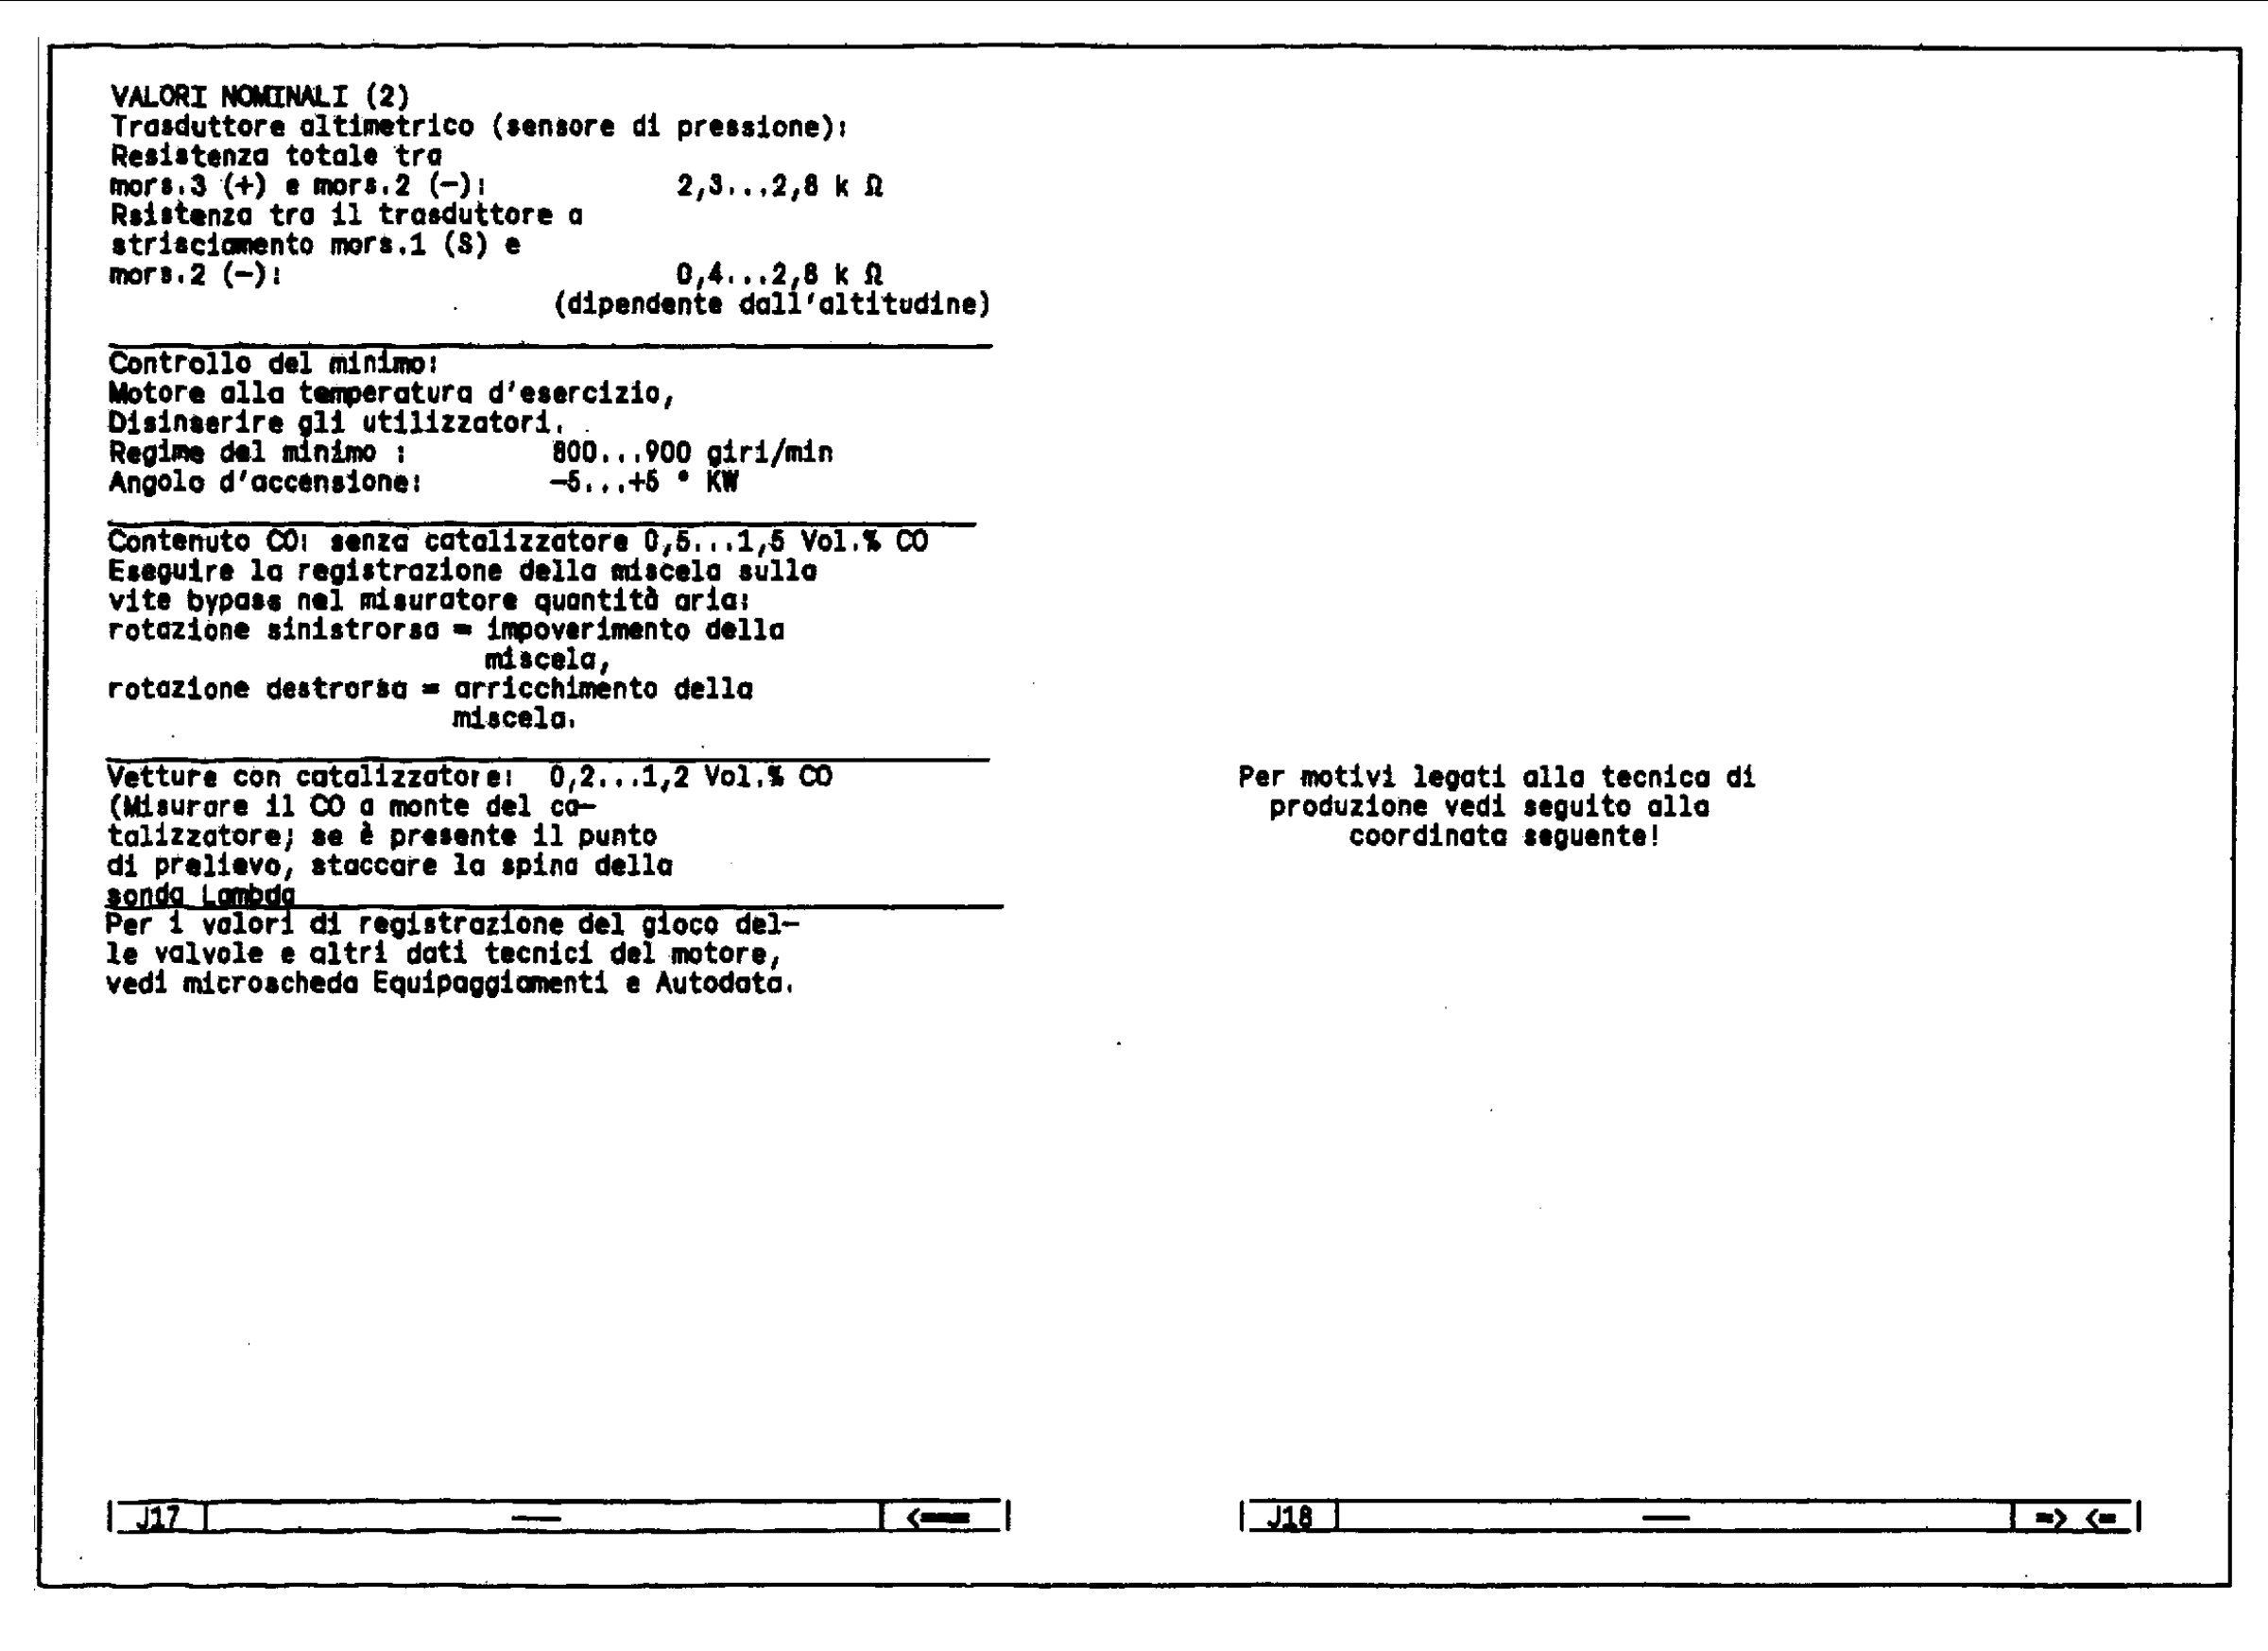 VALORI NOMINALI (2)
Trasduttore altimetrico (sensore di pressione):
Resistenza totale tra
mors.3 (+) e mors.2 (-): 2,3...2,8 k Ω
Rsistenza tra il trasduttore a
strisciamento mors.1 (S) e
mors.2 (-): 0,4...2,8 k Ω
(dipendente dall'altitudine)
Controllo del minimo:
Motore alla temperatura d'esercizio,
Disinserire gli utilizzatori.
Regime del minimo : 800...900 giri/min
Angolo d'accensione: -5...+5 ° KW
Contenuto CO: senza catalizzatore 0,5...1,5 Vol.% CO
Eseguire la registrazione della miscela sulla
vite bypass nel misuratore quantità aria:
rotazione sinistrorsa = impoverimento della
miscela,
rotazione destrorsa = arricchimento della
miscela.
Vetture con catalizzatore: 0,2...1,2 Vol.% CO
(Misurare il CO a monte del ca-
talizzatore; se è presente il punto
di prelievo, staccare la spina della
sonda Lambda
Per i valori di registrazione del gioco del-
le valvole e altri dati tecnici del motore,
vedi microscheda Equipaggiamenti e Autodata.
J17 — <===
Per motivi legati alla tecnica di
produzione vedi seguito alla
coordinata seguente!
J18 — => <=